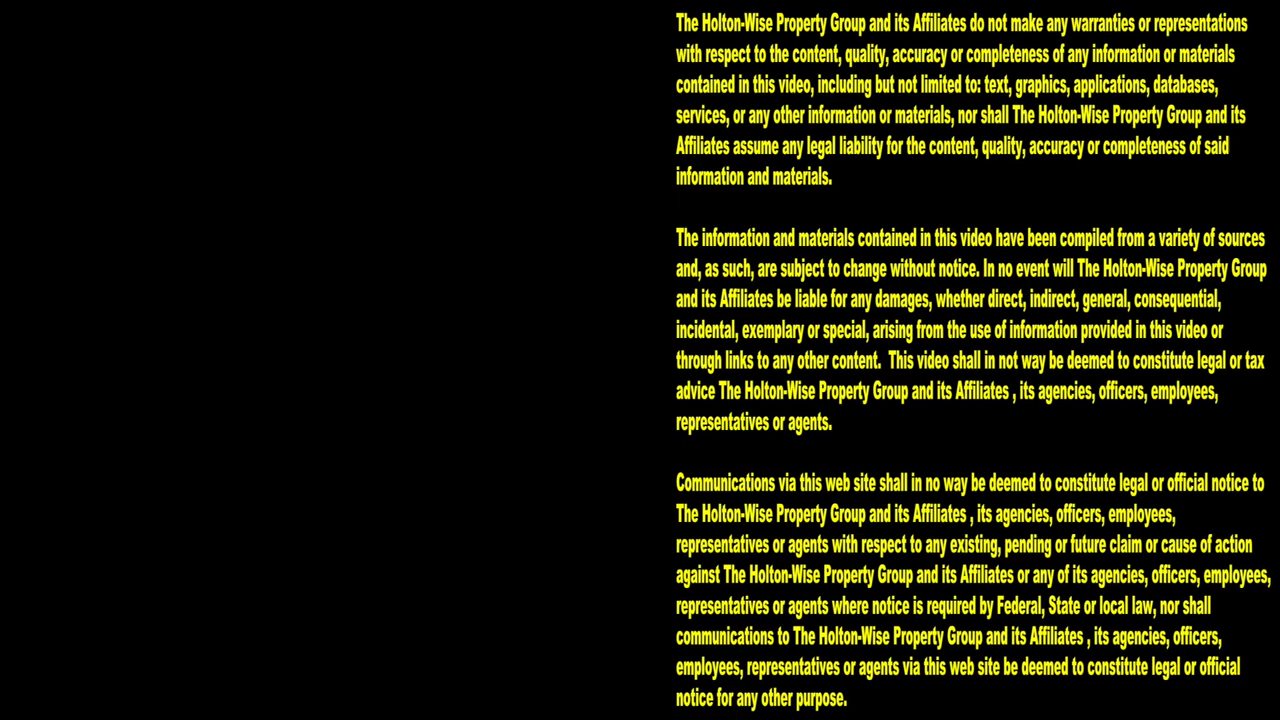 The Holton-Wise Property Group and its Affiliates do not make any warranties or representations
with respect to the content, quality, accuracy or completeness of any information or materials
contained in this video, including but not limited to: text, graphics, applications, databases,
services, or any other information or materials, nor shall The Holton-Wise Property Group and its
Affiliates assume any legal liability for the content, quality, accuracy or completeness of said
information and materials.
The information and materials contained in this video have been compiled from a variety of sources
and, as such, are subject to change without notice. In no event will The Holton-Wise Property Group
and its Affiliates be liable for any damages, whether direct, indirect, general, consequential,
incidental, exemplary or special, arising from the use of information provided in this video or
through links to any other content.  This video shall in not way be deemed to constitute legal or tax
advice The Holton-Wise Property Group and its Affiliates , its agencies, officers, employees,
representatives or agents.
Communications via this web site shall in no way be deemed to constitute legal or official notice to
The Holton-Wise Property Group and its Affiliates , its agencies, officers, employees,
representatives or agents with respect to any existing, pending or future claim or cause of action
against The Holton-Wise Property Group and its Affiliates or any of its agencies, officers, employees,
representatives or agents where notice is required by Federal, State or local law, nor shall
communications to The Holton-Wise Property Group and its Affiliates , its agencies, officers,
employees, representatives or agents via this web site be deemed to constitute legal or official
notice for any other purpose.